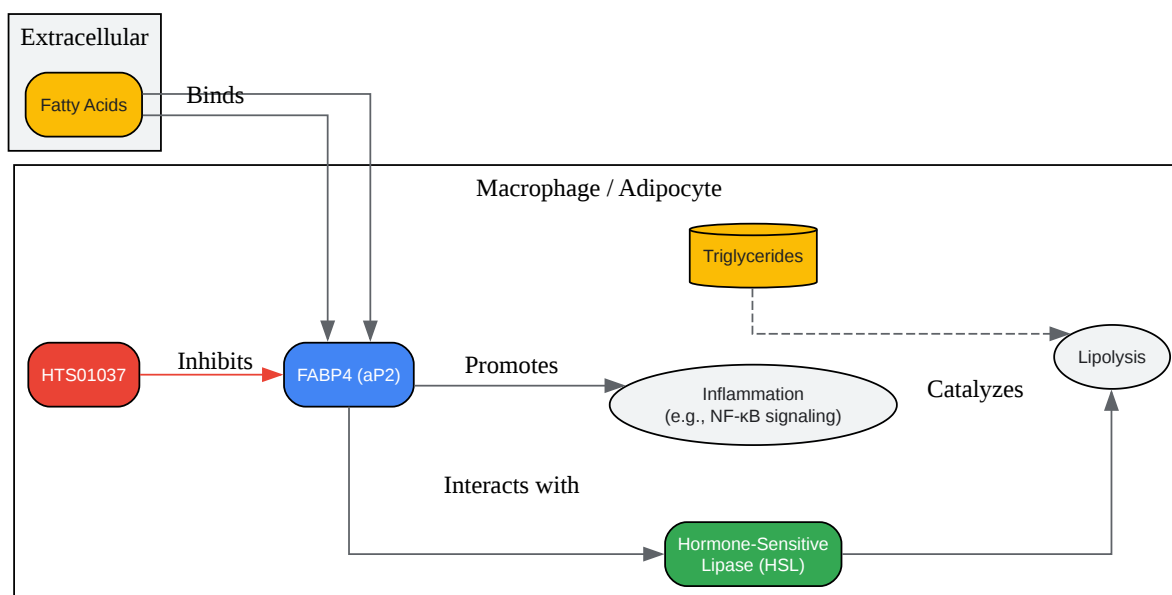 Extracellular
Fatty Acids
Binds
Macrophage / Adipocyte
Triglycerides
Lipolysis
HTS01037
Inhibits
FABP4 (aP2)
Promotes
Inflammation
(e.g., NF-κB signaling)
Catalyzes
Interacts with
Hormone-Sensitive
Lipase (HSL)